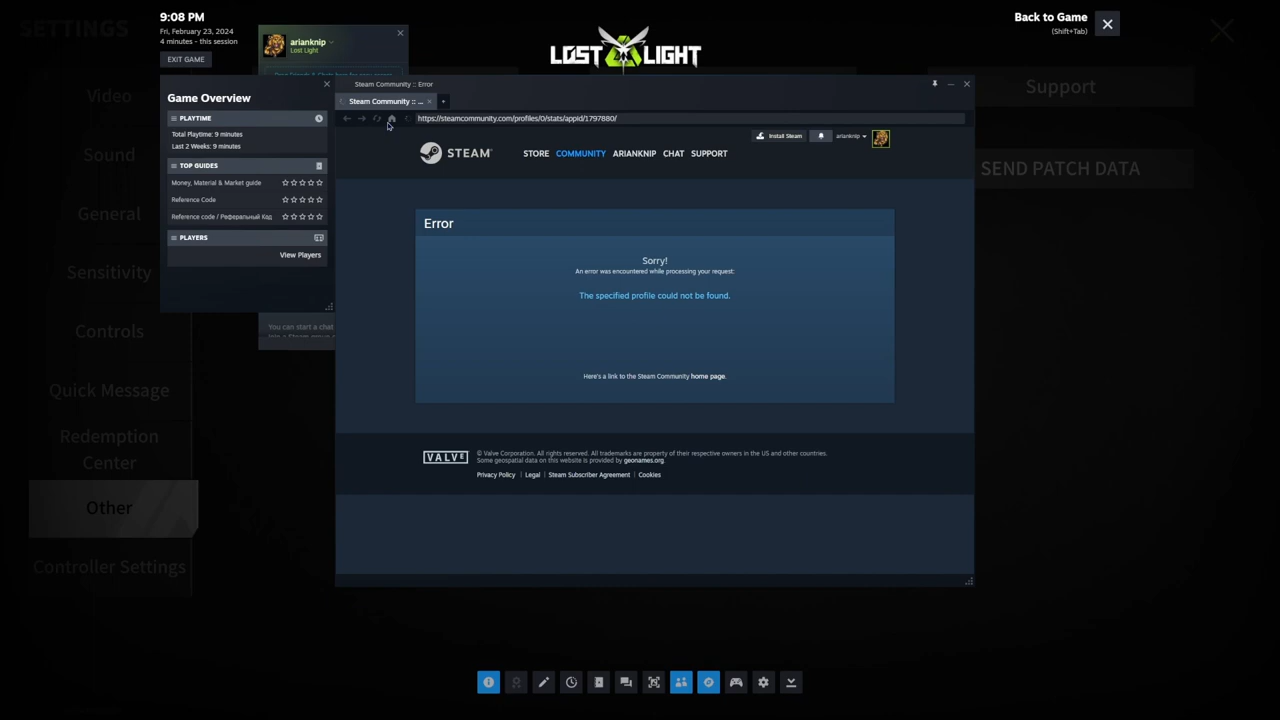 SETTINGS
9:08 PM
Fri, February 23, 2024
4 minutes - this session
EXIT GAME
arianknip
Lost Light
LOST LIGHT
Back to Game
(Shift+Tab)
Video
Sound
General
Sensitivity
Controls
Quick Message
Redemption
Center
Other
Controller Settings
Support
SEND PATCH DATA
Game Overview
PLAYTIME
Total Playtime: 9 minutes
Last 2 Weeks: 9 minutes
TOP GUIDES
Money, Material & Market guide
Reference Code
Reference code / Реферальный Код
PLAYERS
View Players
You can start a chat
Steam Community :: Error
Steam Community :: ...
https://steamcommunity.com/profiles/0/stats/appid/1797880/
Install Steam
arianknip
STEAM
STORE COMMUNITY ARIANKNIP CHAT SUPPORT
Error
Sorry!
An error was encountered while processing your request:
The specified profile could not be found.
Here's a link to the Steam Community home page.
VALVE
© Valve Corporation. All rights reserved. All trademarks are property of their respective owners in the US and other countries.
Some geospatial data on this website is provided by geonames.org.
Privacy Policy | Legal | Steam Subscriber Agreement | Cookies